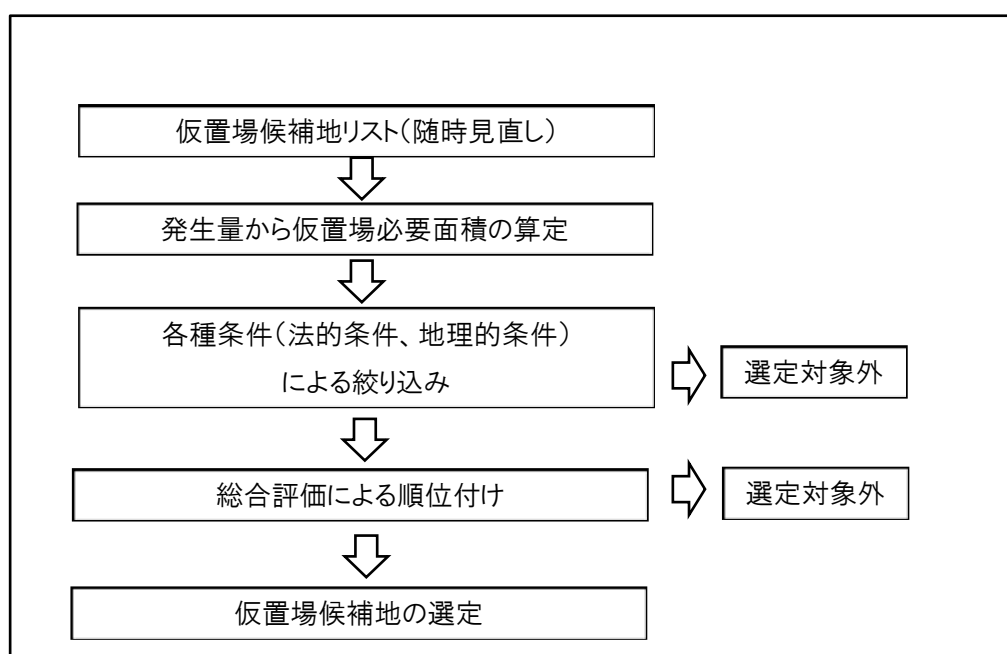 仮置場候補地リスト(随時見直し)
発生量から仮置場必要面積の算定
各種条件(法的条件、地理的条件)
による絞り込み
選定対象外
総合評価による順位付け
選定対象外
仮置場候補地の選定